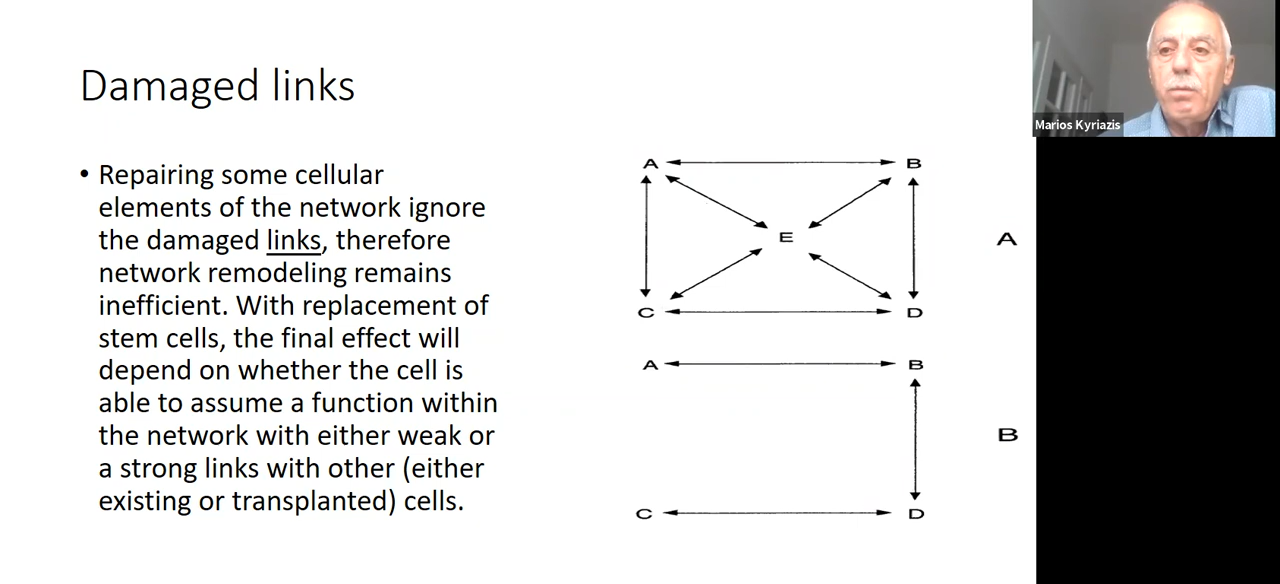 Damaged links
Marios Kyriazis
• Repairing some cellular
elements of the network ignore
the damaged links, therefore
network remodeling remains
inefficient. With replacement of
stem cells, the final effect will
depend on whether the cell is
able to assume a function within
the network with either weak or
a strong links with other (either
existing or transplanted) cells.
A B
E A
C D
A B
B
C D